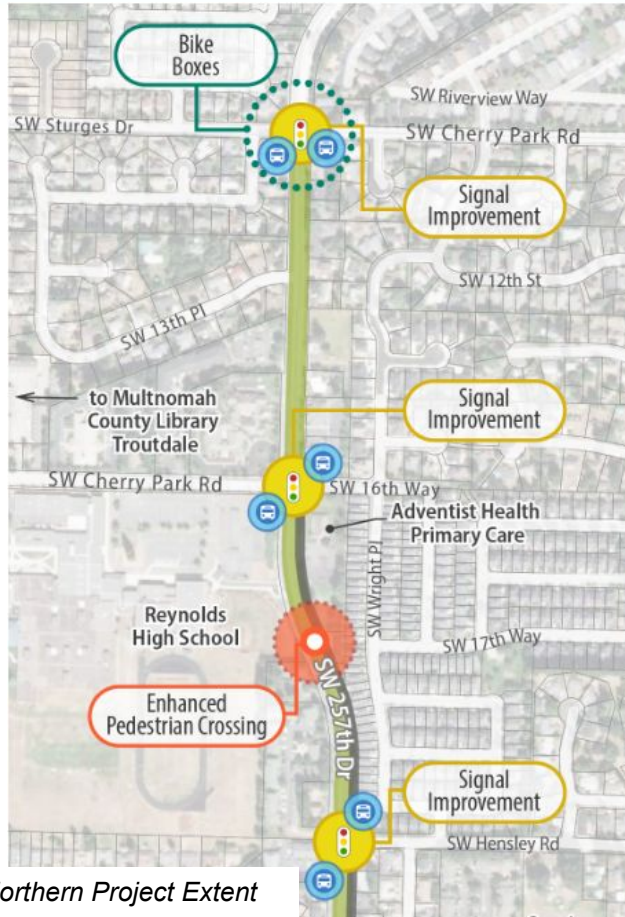 Bike
Boxes
SW Riverview Way
SW Sturges Dr
SW Cherry Park Rd
Signal
Improvement
SW 12th St
SW 13th Pl
to Multnomah
County Library
Troutdale
Signal
Improvement
SW Cherry Park Rd
SW 16th Way
Adventist Health
Primary Care
SW Wright Pl
Reynolds
High School
SW 17th Way
Enhanced
Pedestrian Crossing
SW 257th Dr
Signal
Improvement
SW Hensley Rd
Project Extent